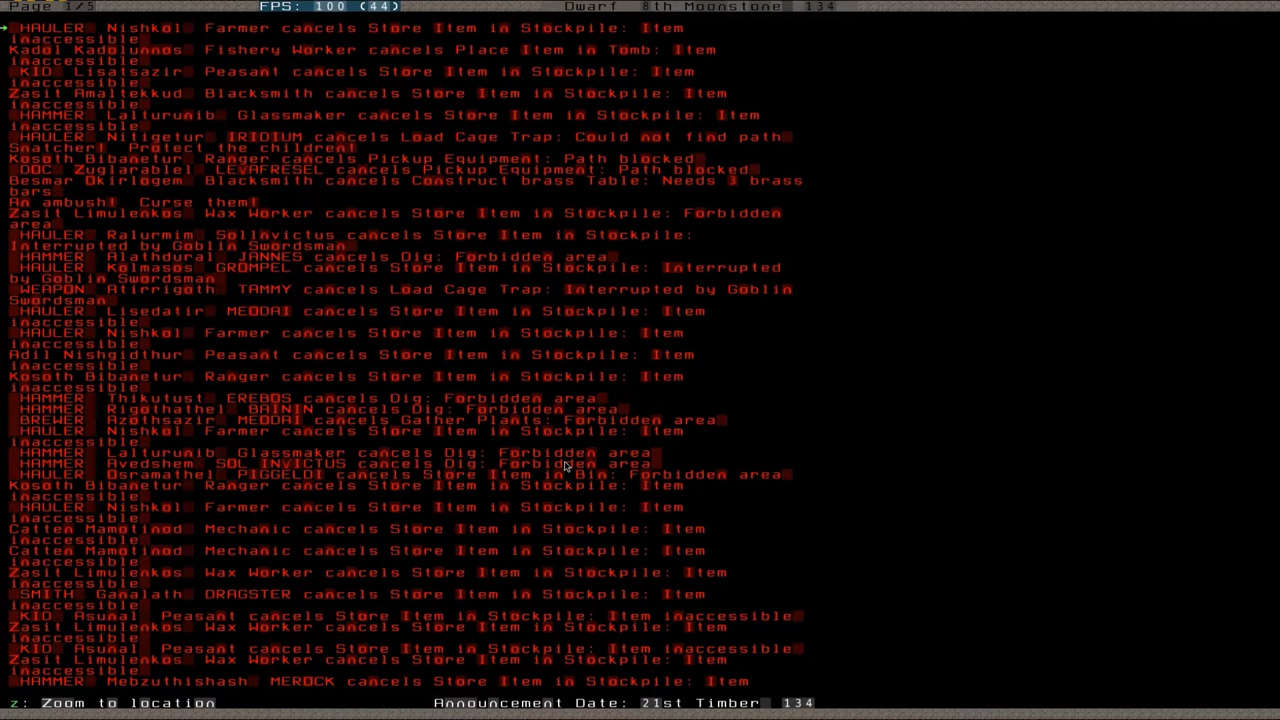 Page 1/5 FPS: 100 (44) Dwarf 8th Moonstone 134
HAULER Nishkol Farmer cancels Store Item in Stockpile: Item
inaccessible
Kadol Kadolunnos Fishery Worker cancels Place Item in Tomb: Item
inaccessible
KID Lisatsazir Peasant cancels Store Item in Stockpile: Item
inaccessible
Zasit Amaltekkud Blacksmith cancels Store Item in Stockpile: Item
inaccessible
HAMMER Lalturunib Glassmaker cancels Store Item in Stockpile: Item
inaccessible
HAULER Nitigetur IRIDIUM cancels Load Cage Trap: Could not find path
Snatcher! Protect the children!
Kosoth Bibanetur Ranger cancels Pickup Equipment: Path blocked
DOC Zuglarablel LEVAFRESEL cancels Pickup Equipment: Path blocked
Besmar Okirlogem Blacksmith cancels Construct brass Table: Needs 3 brass
bars
An ambush! Curse them!
Zasit Limulenkos Wax Worker cancels Store Item in Stockpile: Forbidden
area
HAULER Ralurmim Sollavictus cancels Store Item in Stockpile:
Interrupted by Goblin Swordsman
HAMMER Alathdural JANNES cancels Dig: Forbidden area
HAULER Kolmasos GROMPEL cancels Store Item in Stockpile: Interrupted
by Goblin Swordsman
WEAPON Atirrigoth TAMMY cancels Load Cage Trap: Interrupted by Goblin
Swordsman
HAULER Lisedatir MEODAI cancels Store Item in Stockpile: Item
inaccessible
HAULER Nishkol Farmer cancels Store Item in Stockpile: Item
inaccessible
Adil Nishgidthur Peasant cancels Store Item in Stockpile: Item
inaccessible
Kosoth Bibanetur Ranger cancels Store Item in Stockpile: Item
inaccessible
HAMMER Thikutust EREBOS cancels Dig: Forbidden area
HAMMER Rigothathel BAININ cancels Dig: Forbidden area
BREWER Azothsazir MEODAI cancels Gather Plants: Forbidden area
HAULER Nishkol Farmer cancels Store Item in Stockpile: Item
inaccessible
HAMMER Lalturunib Glassmaker cancels Dig: Forbidden area
HAMMER Avedshem SOL INVICTUS cancels Dig: Forbidden area
HAULER Osramathel PIGGELDI cancels Store Item in Bin: Forbidden area
Kosoth Bibanetur Ranger cancels Store Item in Stockpile: Item
inaccessible
HAULER Nishkol Farmer cancels Store Item in Stockpile: Item
inaccessible
Catten Mamotinod Mechanic cancels Store Item in Stockpile: Item
inaccessible
Catten Mamotinod Mechanic cancels Store Item in Stockpile: Item
inaccessible
Zasit Limulenkos Wax Worker cancels Store Item in Stockpile: Item
inaccessible
SMITH Ganalath DRAGSTER cancels Store Item in Stockpile: Item
inaccessible
KID Asunal Peasant cancels Store Item in Stockpile: Item inaccessible
Zasit Limulenkos Wax Worker cancels Store Item in Stockpile: Item
inaccessible
KID Asunal Peasant cancels Store Item in Stockpile: Item inaccessible
Zasit Limulenkos Wax Worker cancels Store Item in Stockpile: Item
inaccessible
HAMMER Mebzuthishash MEROCK cancels Store Item in Stockpile: Item
z: Zoom to location Announcement Date: 21st Timber 134